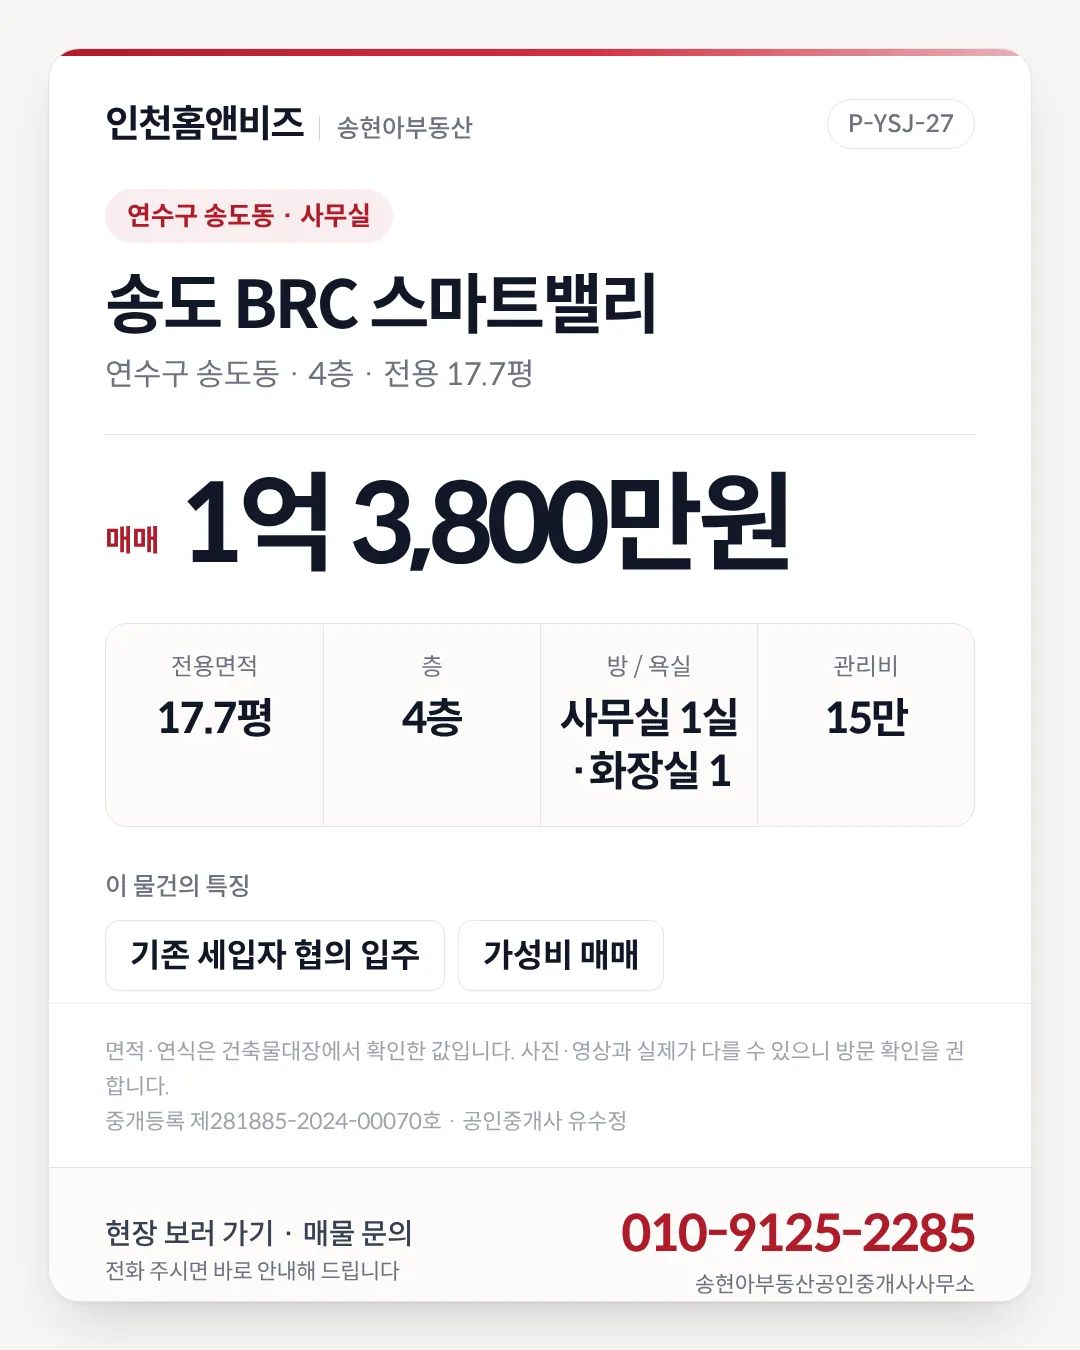 인천홈앤비즈 | 송현아부동산
P-YSJ-27
연수구 송도동 · 사무실
송도 BRC 스마트밸리
연수구 송도동 · 4층 · 전용 17.7평
매매 1억 3,800만원
전용면적
17.7평
층
4층
방 / 욕실
사무실 1실
·화장실 1
관리비
15만
이 물건의 특징
기존 세입자 협의 입주
가성비 매매
면적·연식은 건축물대장에서 확인한 값입니다. 사진·영상과 실제가 다를 수 있으니 방문 확인을 권
합니다.
중개등록 제281885-2024-00070호 · 공인중개사 유수정
현장 보러 가기 · 매물 문의
전화 주시면 바로 안내해 드립니다
010-9125-2285
송현아부동산공인중개사사무소